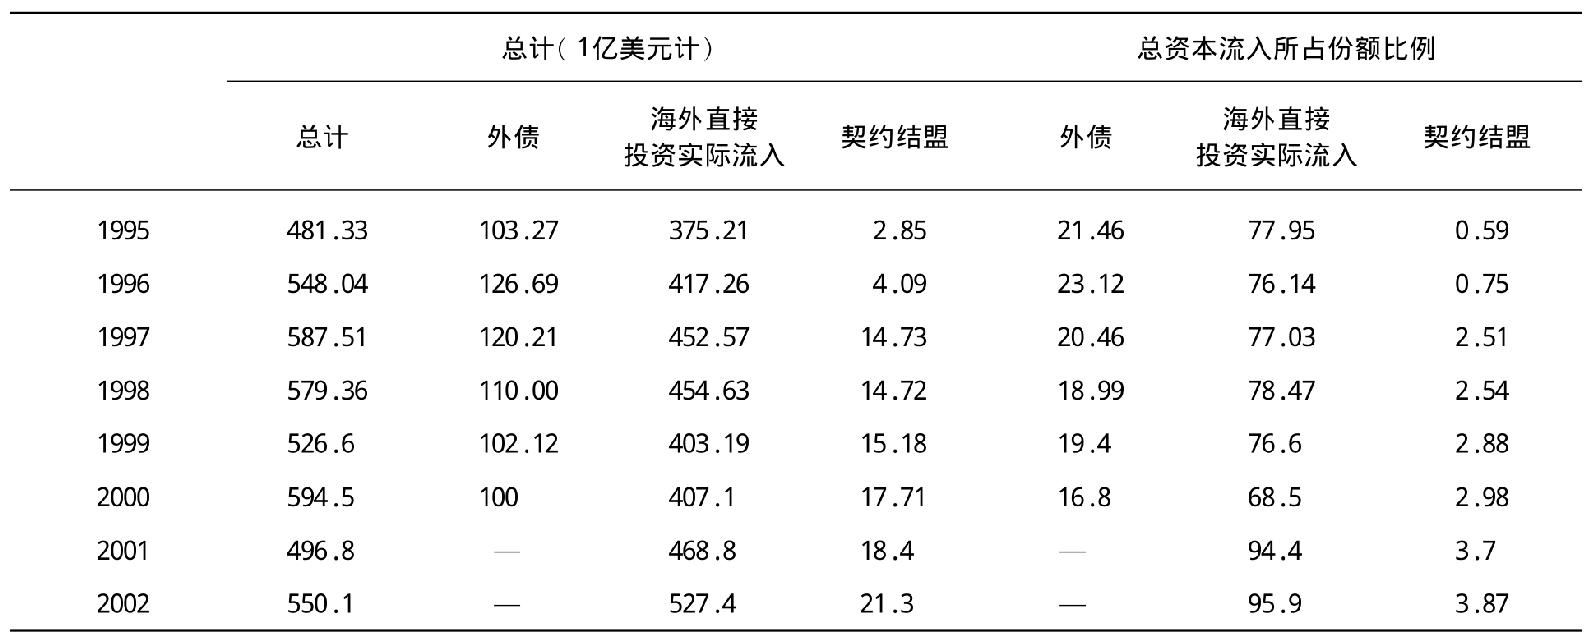 总计( 1亿美元计) 总资本流入所占份额比例
总计 外债 海外直接投资实际流入 契约结盟 外债 海外直接投资实际流入 契约结盟
1995 481.33 103.27 375.21 2.85 21.46 77.95 0.59
1996 548.04 126.69 417.26 4.09 23.12 76.14 0.75
1997 587.51 120.21 452.57 14.73 20.46 77.03 2.51
1998 579.36 110.00 454.63 14.72 18.99 78.47 2.54
1999 526.6 102.12 403.19 15.18 19.4 76.6 2.88
2000 594.5 100 407.1 17.71 16.8 68.5 2.98
2001 496.8 — 468.8 18.4 — 94.4 3.7
2002 550.1 — 527.4 21.3 — 95.9 3.87